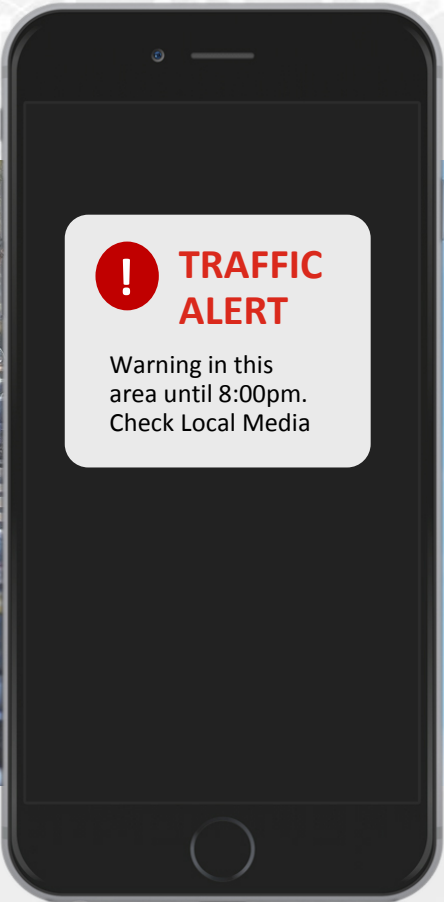 !
TRAFFIC
ALERT
Warning in this
area until 8:00pm.
Check Local Media